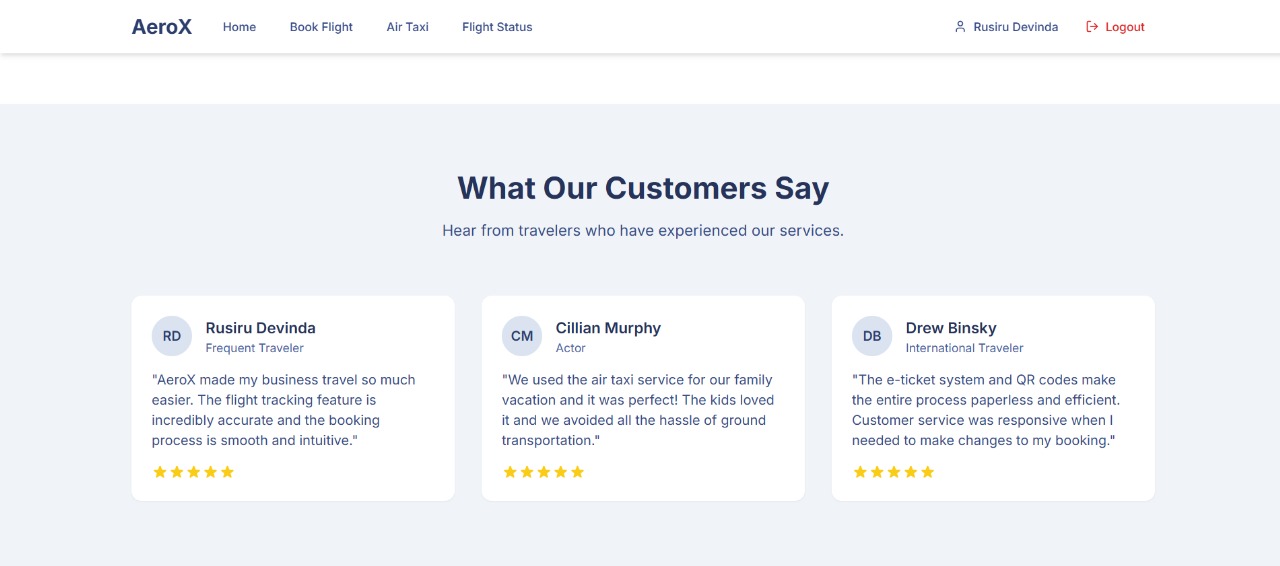 AeroX Home Book Flight Air Taxi Flight Status Rusiru Devinda Logout
What Our Customers Say
Hear from travelers who have experienced our services.
RD
Rusiru Devinda
Frequent Traveler
"AeroX made my business travel so much
easier. The flight tracking feature is
incredibly accurate and the booking
process is smooth and intuitive."
CM
Cillian Murphy
Actor
"We used the air taxi service for our family
vacation and it was perfect! The kids loved
it and we avoided all the hassle of ground
transportation."
DB
Drew Binsky
International Traveler
"The e-ticket system and QR codes make
the entire process paperless and efficient.
Customer service was responsive when I
needed to make changes to my booking."